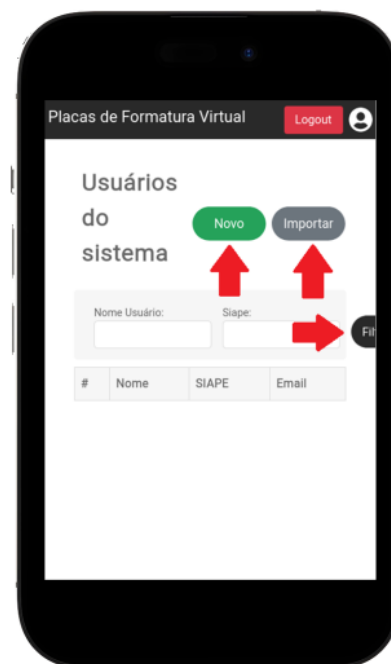 Placas de Formatura Virtual Logout
Usuários
do
sistema
Novo Importar
Nome Usuário: Siape:
# Nome SIAPE Email